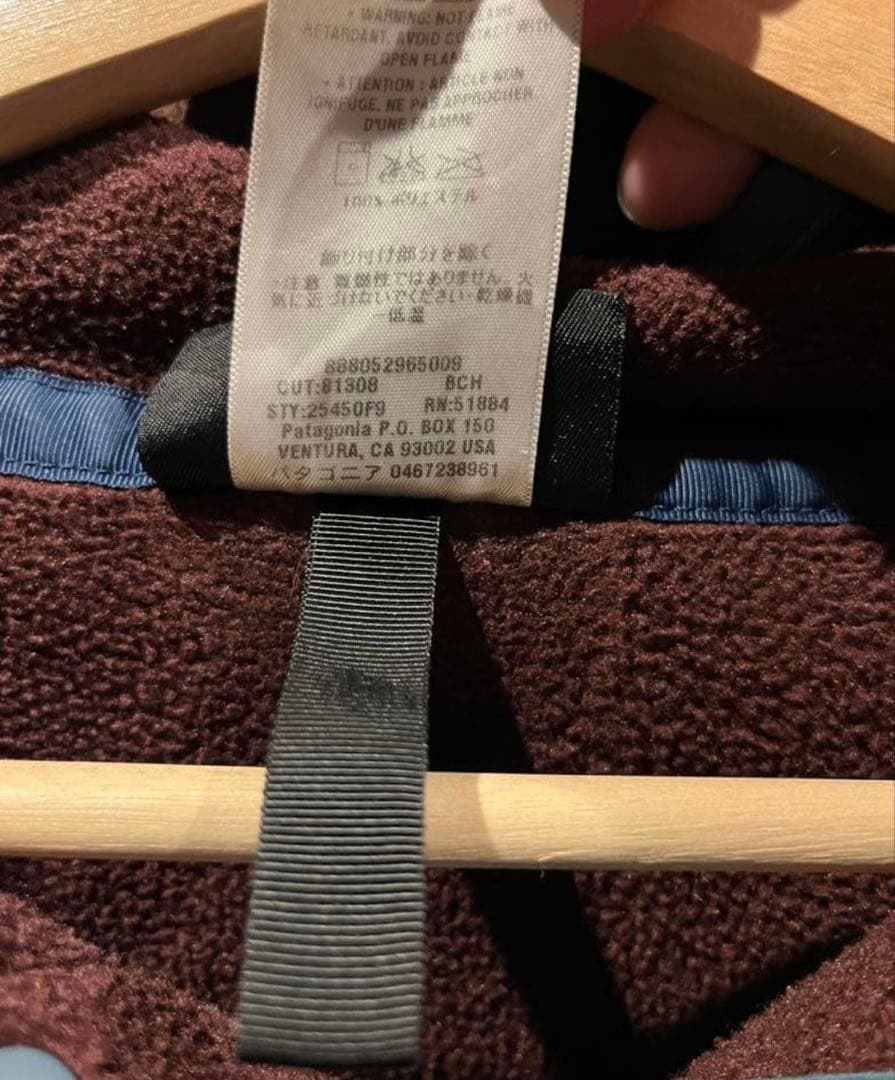 • WARNING: NOT FLAME
RETARDANT, AVOID CONTACT WITH
OPEN FLAME
• ATTENTION : ARTICLE NON
IGNIFUGE. NE PAS APPROCHER
D'UNE FLAMME
100% ポリエステル
飾り付け部分を除く
・注意 難燃性ではありません。火
気に近づけないでください・乾燥機
ー低温
888052965009
CUT:81308 BCH
STY:25450F9 RN:51884
Patagonia P.O. BOX 150
VENTURA, CA 93002 USA
パタゴニア 0467238961